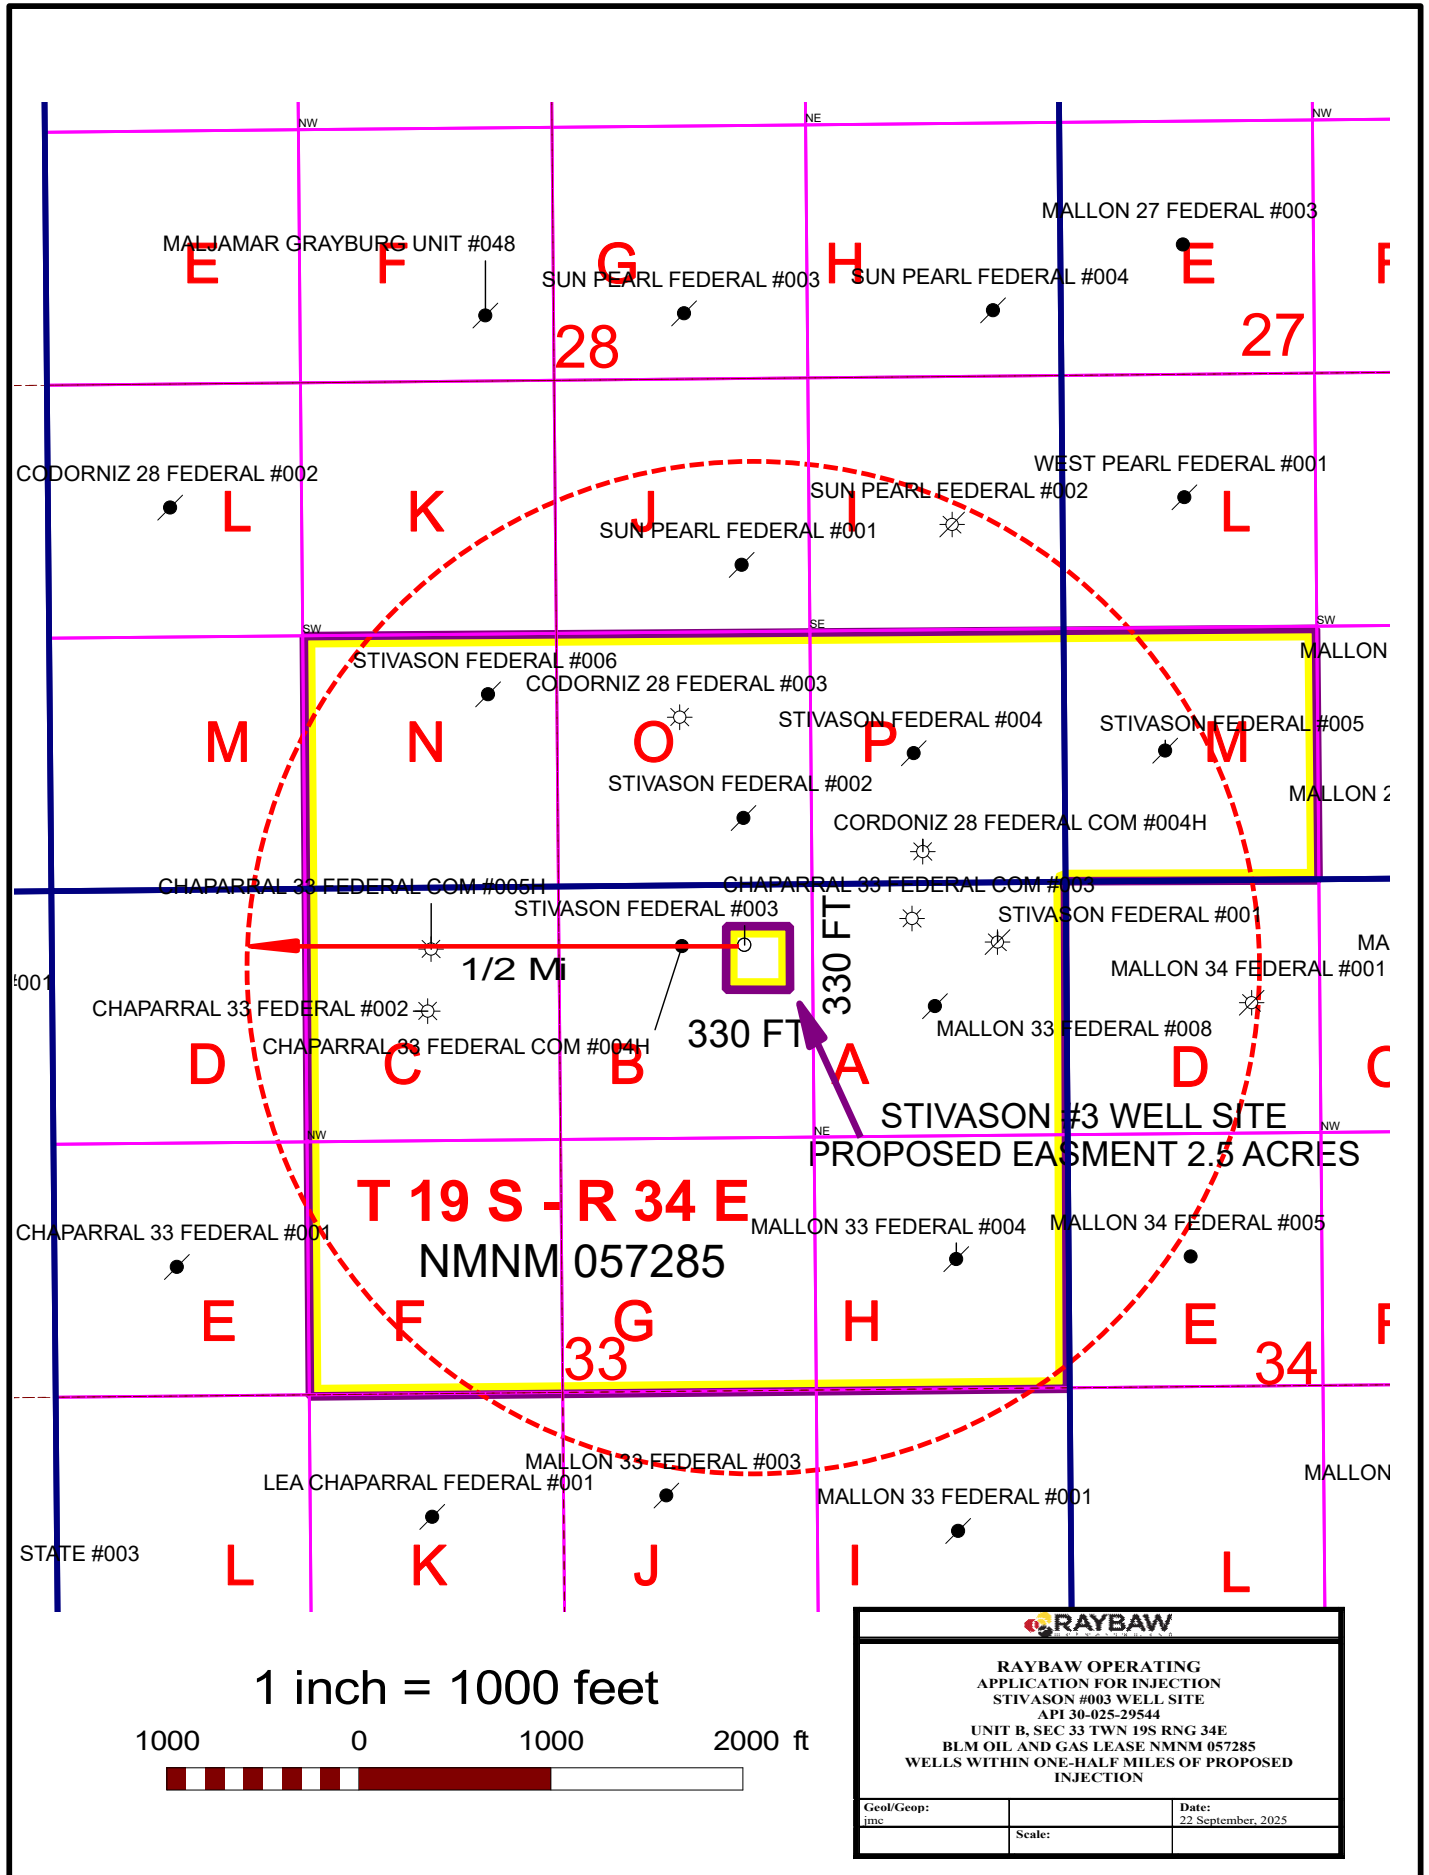 NW
NE
NW
MALLON 27 FEDERAL #003
MALJAMAR GRAYBURG UNIT #048
E
F
G
H
E
F
SUN PEARL FEDERAL #003
SUN PEARL FEDERAL #004
28
27
CODORNIZ 28 FEDERAL #002
WEST PEARL FEDERAL #001
SUN PEARL FEDERAL #002
L
K
J
I
L
SUN PEARL FEDERAL #001
SW
SE
SW
MALLON
STIVASON FEDERAL #006
CODORNIZ 28 FEDERAL #003
STIVASON FEDERAL #004
STIVASON FEDERAL #005
M
N
O
P
M
STIVASON FEDERAL #002
MALLON 2
CORDONIZ 28 FEDERAL COM #004H
CHAPARRAL 33 FEDERAL COM #005H
CHAPARRAL 33 FEDERAL COM #003
STIVASON FEDERAL #003
STIVASON FEDERAL #001
330 FT
MA
1/2 Mi
MALLON 34 FEDERAL #001
#001
CHAPARRAL 33 FEDERAL #002
MALLON 33 FEDERAL #008
330 FT
CHAPARRAL 33 FEDERAL COM #004H
D
C
B
A
D
C
STIVASON #3 WELL SITE
PROPOSED EASMENT 2.5 ACRES
NW
NE
NW
T 19 S - R 34 E
CHAPARRAL 33 FEDERAL #001
MALLON 33 FEDERAL #004
MALLON 34 FEDERAL #005
NMNM 057285
E
F
G
H
E
F
33
34
MALLON 33 FEDERAL #003
LEA CHAPARRAL FEDERAL #001
MALLON
MALLON 33 FEDERAL #001
STATE #003
L
K
J
I
L
RAYBAW
RAYBAW OPERATING
APPLICATION FOR INJECTION
STIVASON #003 WELL SITE
API 30-025-29544
UNIT B, SEC 33 TWN 19S RNG 34E
BLM OIL AND GAS LEASE NMNM 057285
WELLS WITHIN ONE-HALF MILES OF PROPOSED
INJECTION
1 inch = 1000 feet
1000 0 1000 2000 ft
Geol/Geop:
jmc
Date:
22 September, 2025
Scale: